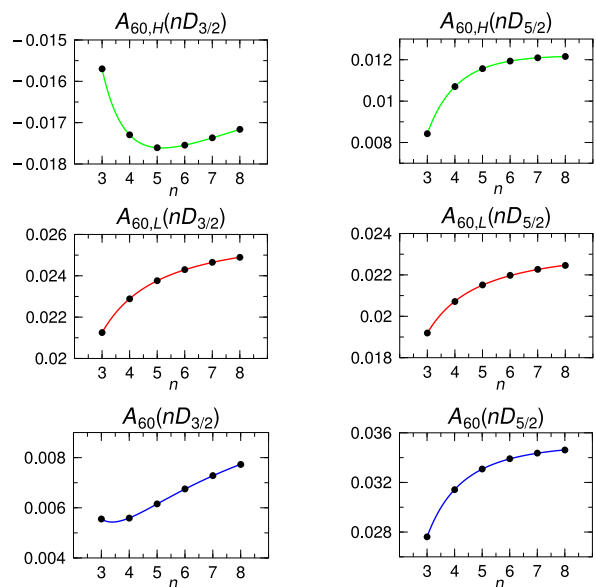 A60,H(nD3/2)
−0.015
−0.016
−0.017
−0.018
3 4 5 6 7 8
n
A60,H(nD5/2)
0.012
0.01
0.008
3 4 5 6 7 8
n
A60,L(nD3/2)
0.026
0.024
0.022
0.02
3 4 5 6 7 8
n
A60,L(nD5/2)
0.024
0.022
0.02
0.018
3 4 5 6 7 8
n
A60(nD3/2)
0.008
0.006
0.004
3 4 5 6 7 8
n
A60(nD5/2)
0.036
0.032
0.028
3 4 5 6 7 8
n